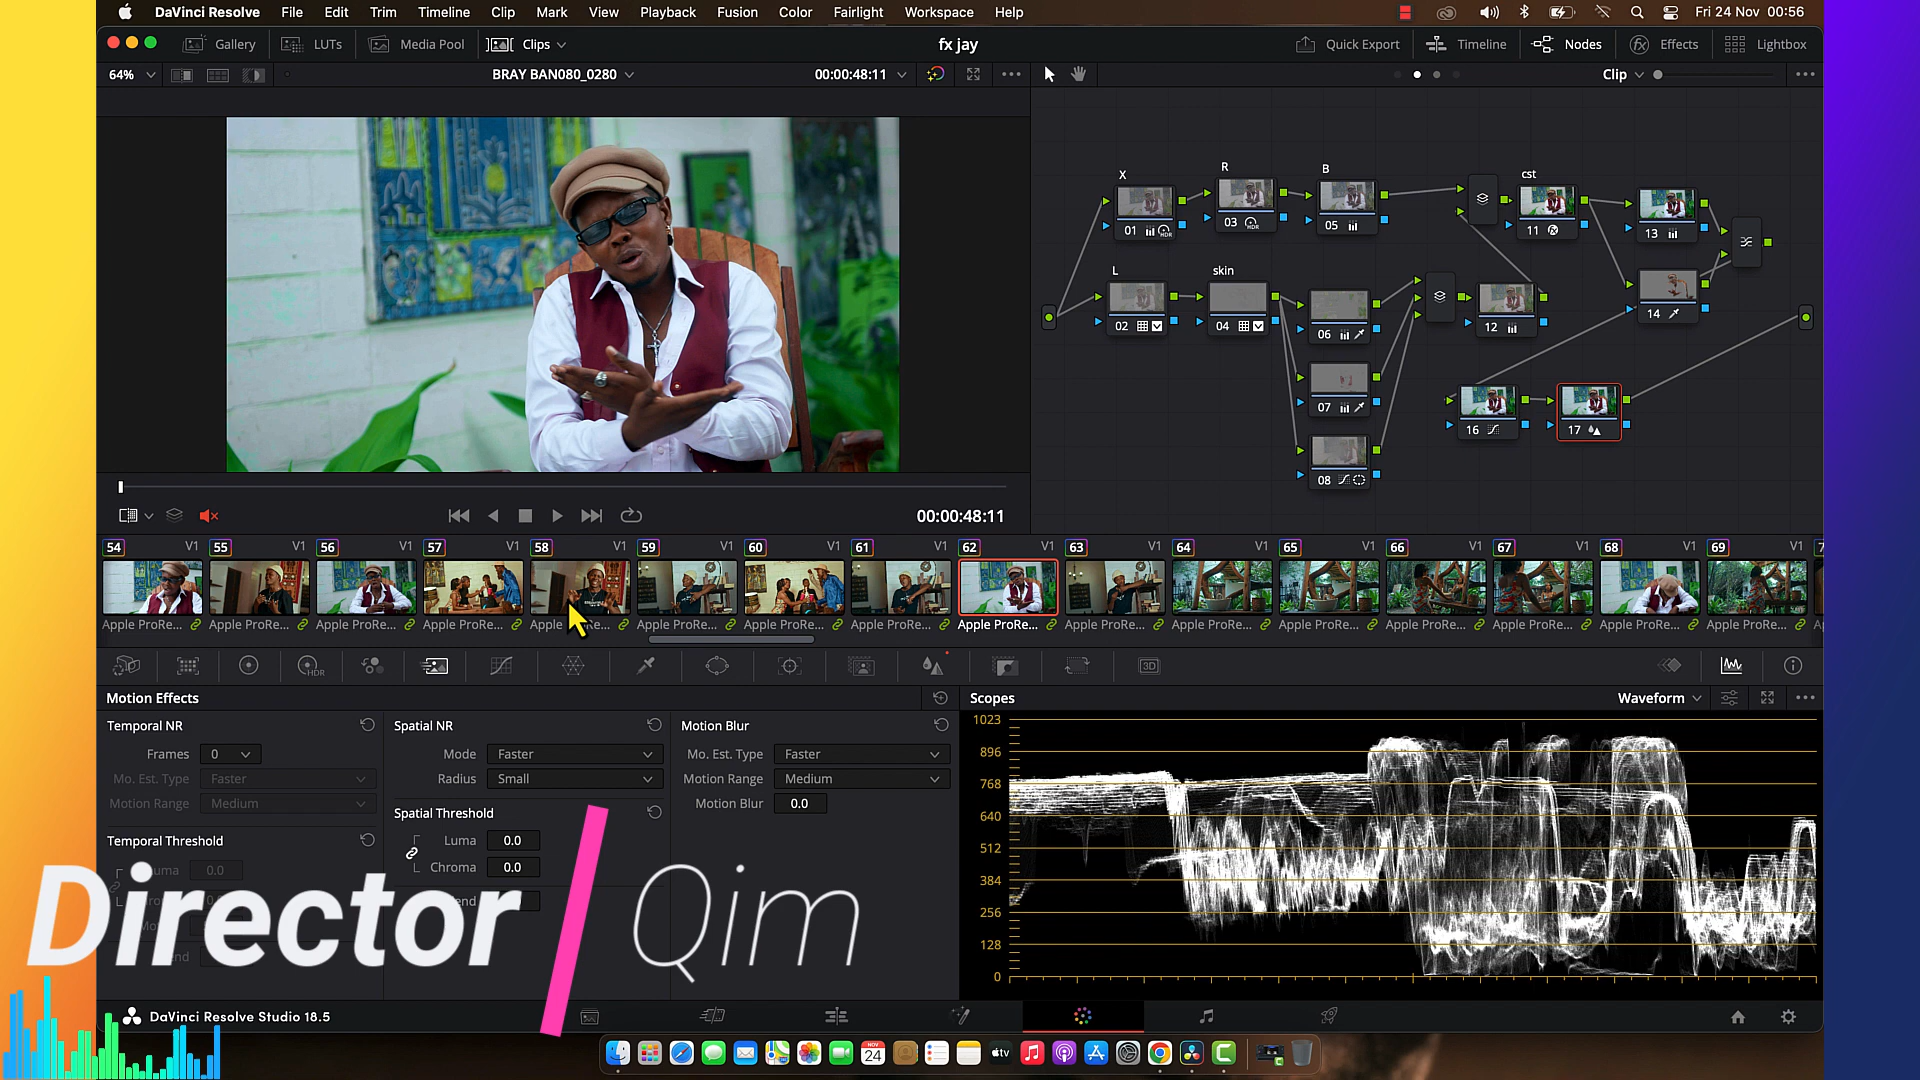 DaVinci Resolve File Edit Trim Timeline Clip Mark View Playback Fusion Color Fairlight Workspace Help Fri 24 Nov 00:56
Gallery LUTs Media Pool Clips fx jay Quick Export Timeline Nodes Effects Lightbox
64% BRAY BAN080_0280 00:00:48:11 Clip
X R B cst
01 HDR 03 HDR 05 11 13
L skin
02 04 06 12 14
07 16 17
08
00:00:48:11
54 V1 55 V1 56 V1 57 V1 58 V1 59 V1 60 V1 61 V1 62 V1 63 V1 64 V1 65 V1 66 V1 67 V1 68 V1 69 V1
Apple ProRe... Apple ProRe... Apple ProRe... Apple ProRe... Apple ProRe... Apple ProRe... Apple ProRe... Apple ProRe... Apple ProRe... Apple ProRe... Apple ProRe... Apple ProRe... Apple ProRe... Apple ProRe... Apple ProRe...
HDR 3D
Motion Effects Scopes Waveform
Temporal NR Spatial NR Motion Blur
Frames 0 Mode Faster Mo. Est. Type Faster
Mo. Est. Type Faster Radius Small Motion Range Medium
Motion Range Medium Motion Blur 0.0
Spatial Threshold
Temporal Threshold Luma 0.0
Chroma 0.0
1023
896
768
640
512
384
256
128
0
Director Qim
DaVinci Resolve Studio 18.5
NOV
24
tv